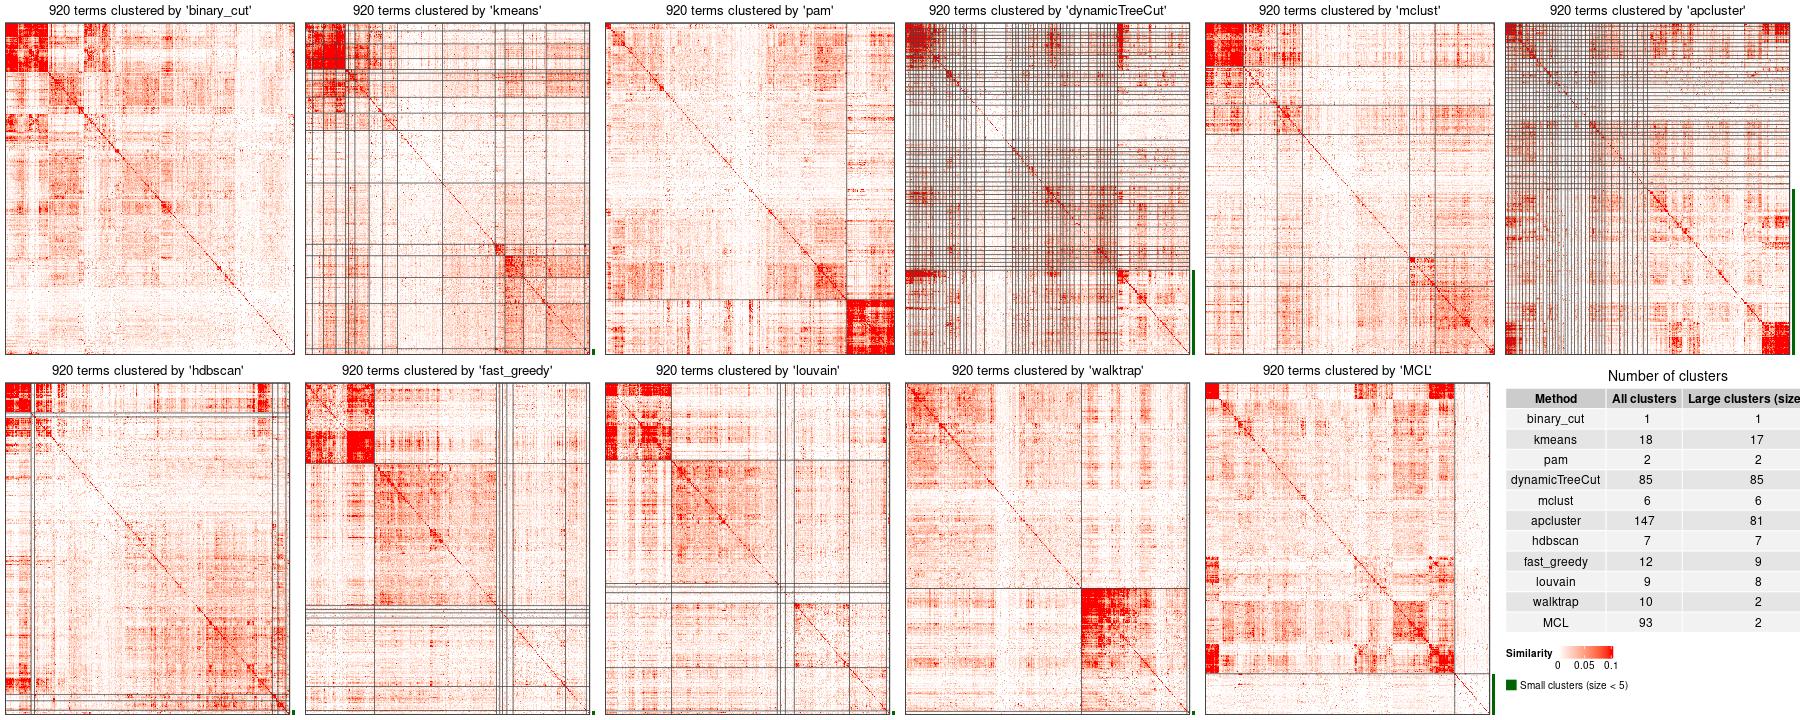 920 terms clustered by 'binary_cut'
920 terms clustered by 'kmeans'
920 terms clustered by 'pam'
920 terms clustered by 'dynamicTreeCut'
920 terms clustered by 'mclust'
920 terms clustered by 'apcluster'
920 terms clustered by 'hdbscan'
920 terms clustered by 'fast_greedy'
920 terms clustered by 'louvain'
920 terms clustered by 'walktrap'
920 terms clustered by 'MCL'
Number of clusters
Method All clusters Large clusters (size
binary_cut 1 1
kmeans 18 17
pam 2 2
dynamicTreeCut 85 85
mclust 6 6
apcluster 147 81
hdbscan 7 7
fast_greedy 12 9
louvain 9 8
walktrap 10 2
MCL 93 2
Similarity
0 0.05 0.1
Small clusters (size < 5)